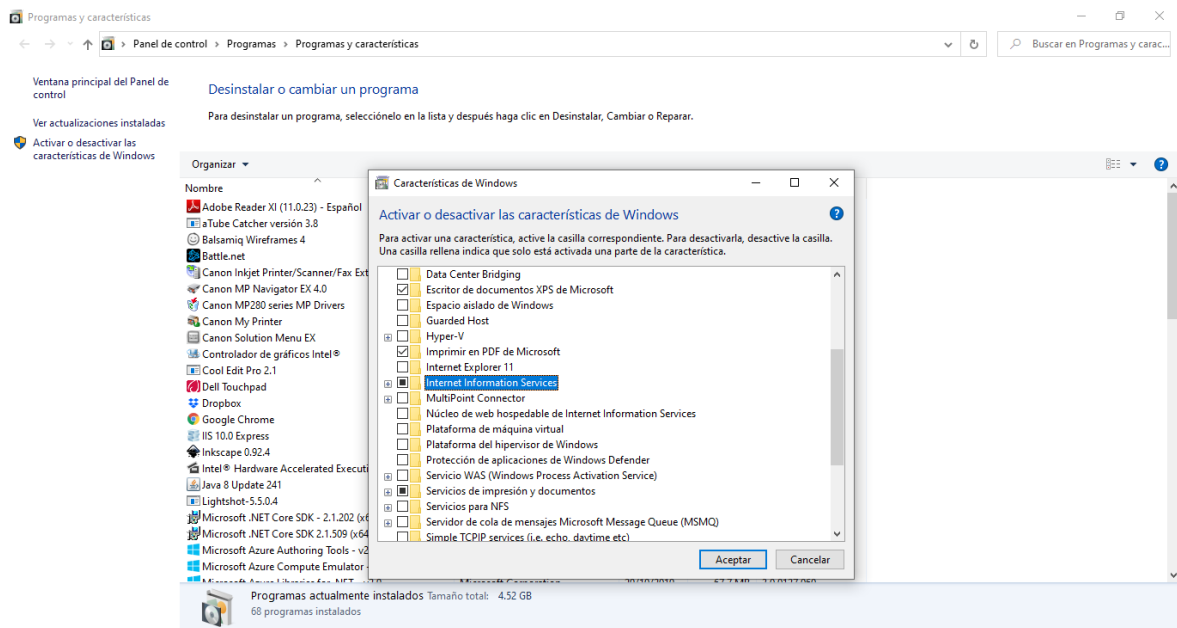 Programas y características
Panel de control > Programas > Programas y características
Buscar en Programas y carac...
Ventana principal del Panel de
control
Ver actualizaciones instaladas
Activar o desactivar las
características de Windows
Desinstalar o cambiar un programa
Para desinstalar un programa, selecciónelo en la lista y después haga clic en Desinstalar, Cambiar o Reparar.
Organizar
Nombre
Adobe Reader XI (11.0.23) - Español
aTube Catcher versión 3.8
Balsamiq Wireframes 4
Battle.net
Canon Inkjet Printer/Scanner/Fax Ext
Canon MP Navigator EX 4.0
Canon MP280 series MP Drivers
Canon My Printer
Canon Solution Menu EX
Controlador de gráficos Intel®
Cool Edit Pro 2.1
Dell Touchpad
Dropbox
Google Chrome
IIS 10.0 Express
Inkscape 0.92.4
Intel® Hardware Accelerated Executi
Java 8 Update 241
Lightshot-5.5.0.4
Microsoft .NET Core SDK - 2.1.202 (x6
Microsoft .NET Core SDK 2.1.509 (x64
Microsoft Azure Authoring Tools - v2
Microsoft Azure Compute Emulator -
Características de Windows
Activar o desactivar las características de Windows
Para activar una característica, active la casilla correspondiente. Para desactivarla, desactive la casilla.
Una casilla rellena indica que solo está activada una parte de la característica.
Data Center Bridging
Escritor de documentos XPS de Microsoft
Espacio aislado de Windows
Guarded Host
Hyper-V
Imprimir en PDF de Microsoft
Internet Explorer 11
Internet Information Services
MultiPoint Connector
Núcleo de web hospedable de Internet Information Services
Plataforma de máquina virtual
Plataforma del hipervisor de Windows
Protección de aplicaciones de Windows Defender
Servicio WAS (Windows Process Activation Service)
Servicios de impresión y documentos
Servicios para NFS
Servidor de cola de mensajes Microsoft Message Queue (MSMQ)
Simple TCPIP services (i.e. echo, daytime etc)
Aceptar
Cancelar
Programas actualmente instalados Tamaño total: 4.52 GB
68 programas instalados